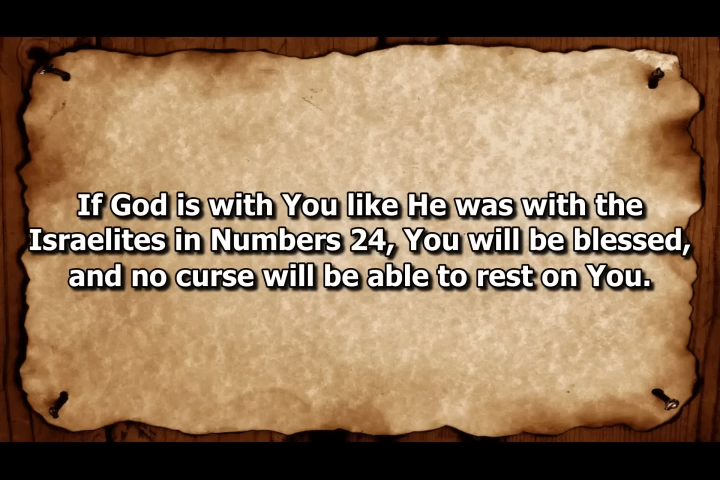 If God is with You like He was with the
Israelites in Numbers 24, You will be blessed,
and no curse will be able to rest on You.